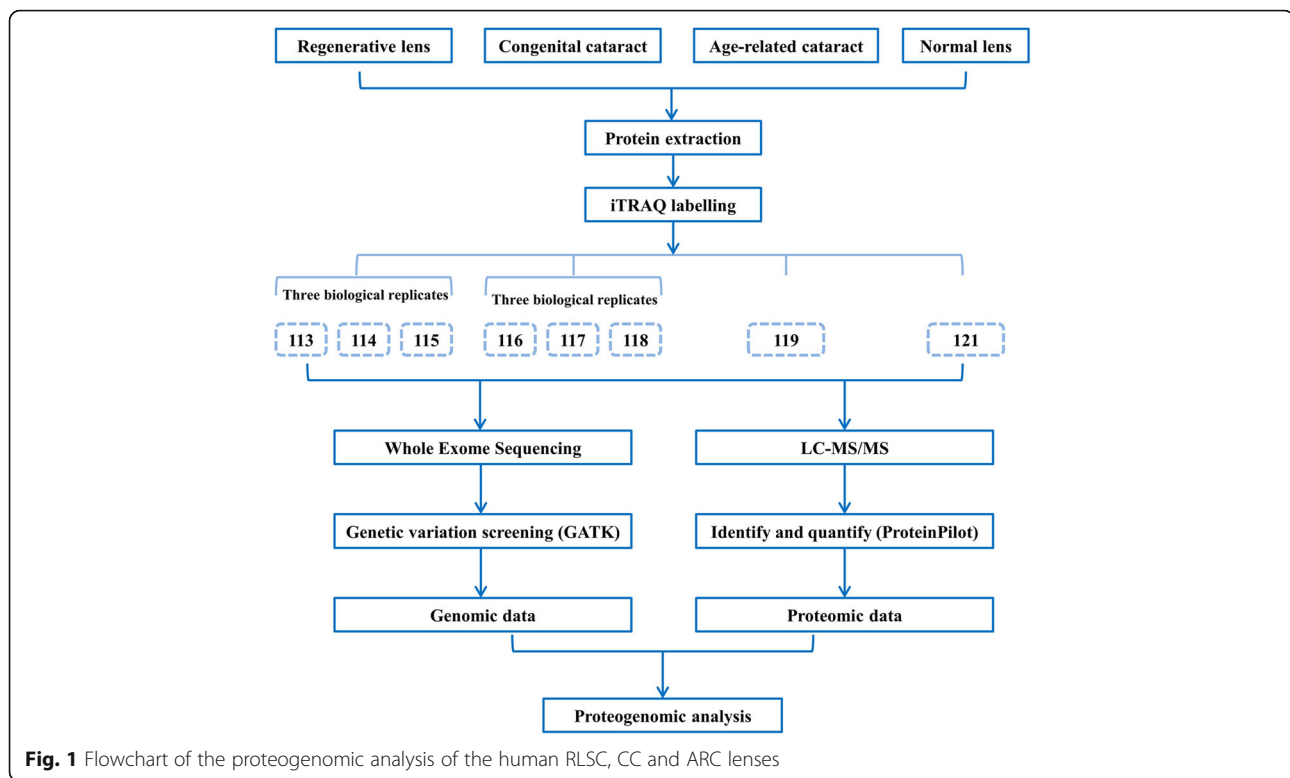 Regenerative lens
Congenital cataract
Age-related cataract
Normal lens
Protein extraction
iTRAQ labelling
Three biological replicates
Three biological replicates
113
114
115
116
117
118
119
121
Whole Exome Sequencing
LC-MS/MS
Genetic variation screening (GATK)
Identify and quantify (ProteinPilot)
Genomic data
Proteomic data
Proteogenomic analysis
Fig. 1 Flowchart of the proteogenomic analysis of the human RLSC, CC and ARC lenses